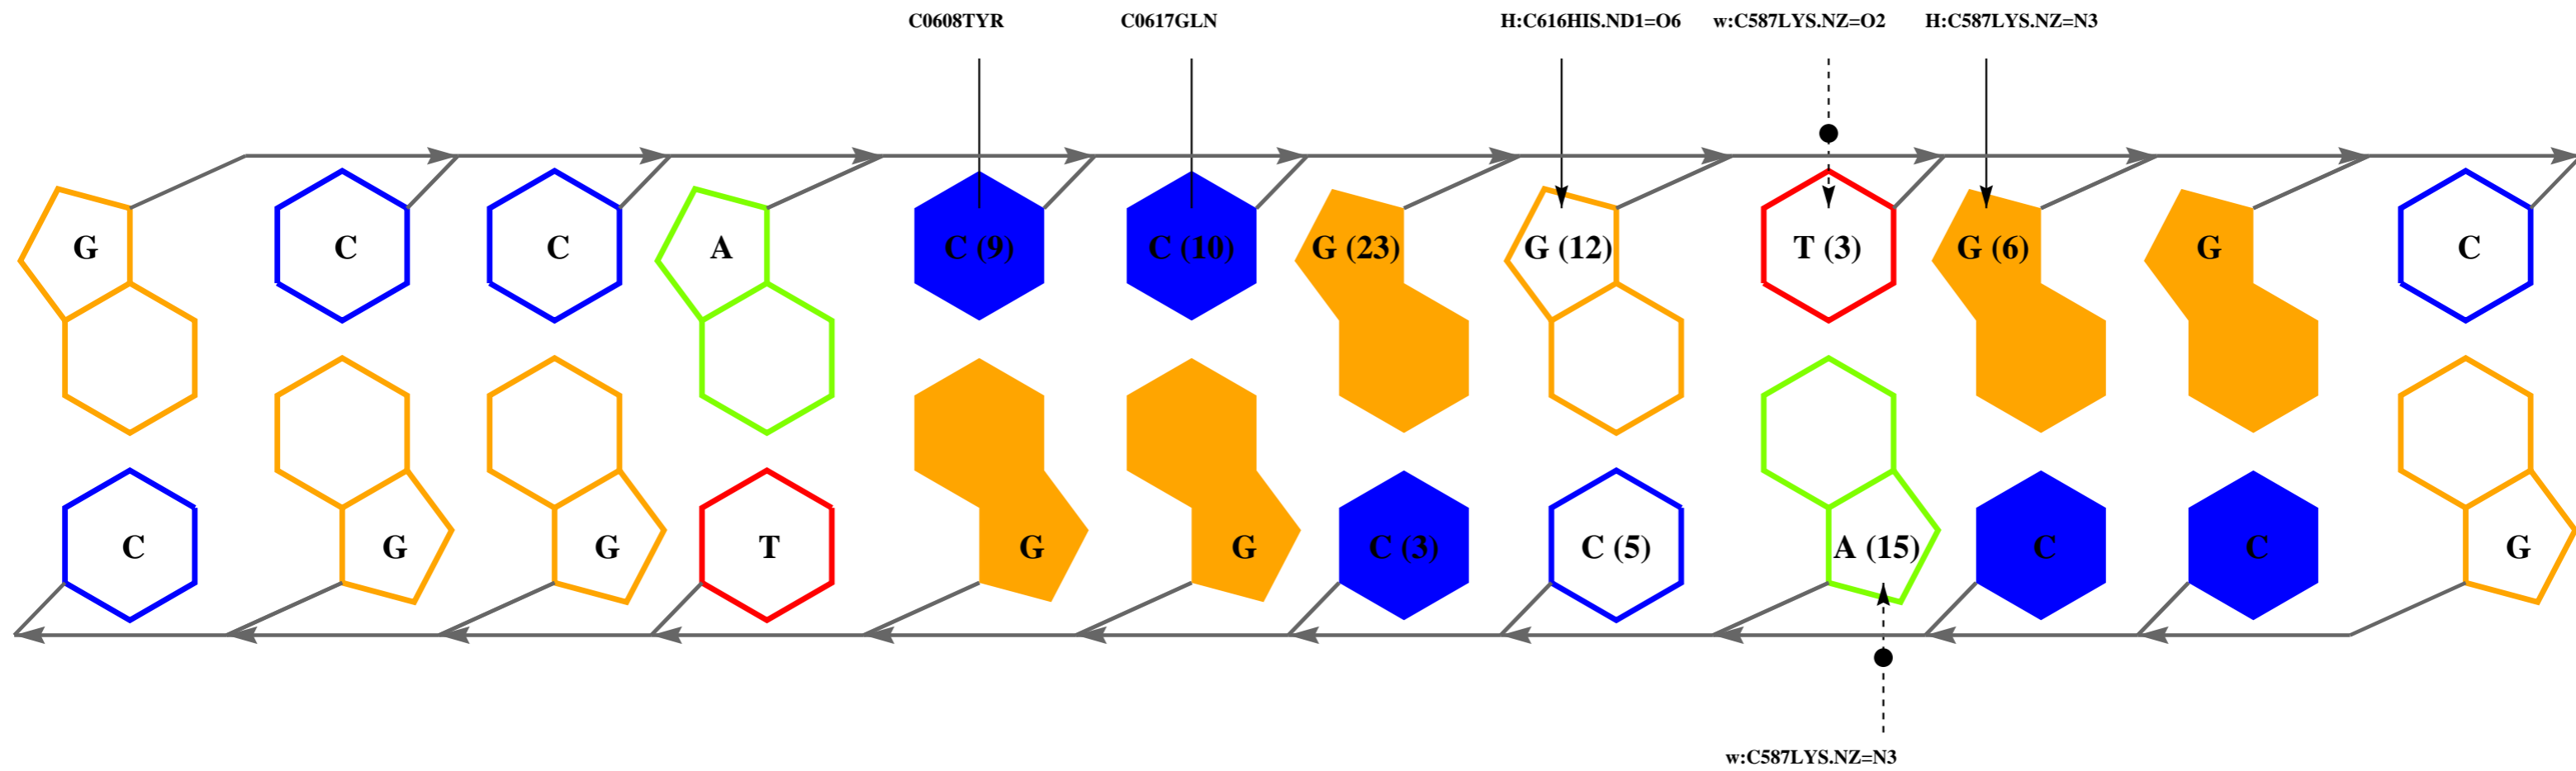 C0608TYR C0617GLN H:C616HIS.ND1=O6 w:C587LYS.NZ=O2 H:C587LYS.NZ=N3
G C C A C (9) C (10) G (23) G (12) T (3) G (6) G C
C G G T G G C (3) C (5) A (15) C C G
w:C587LYS.NZ=N3